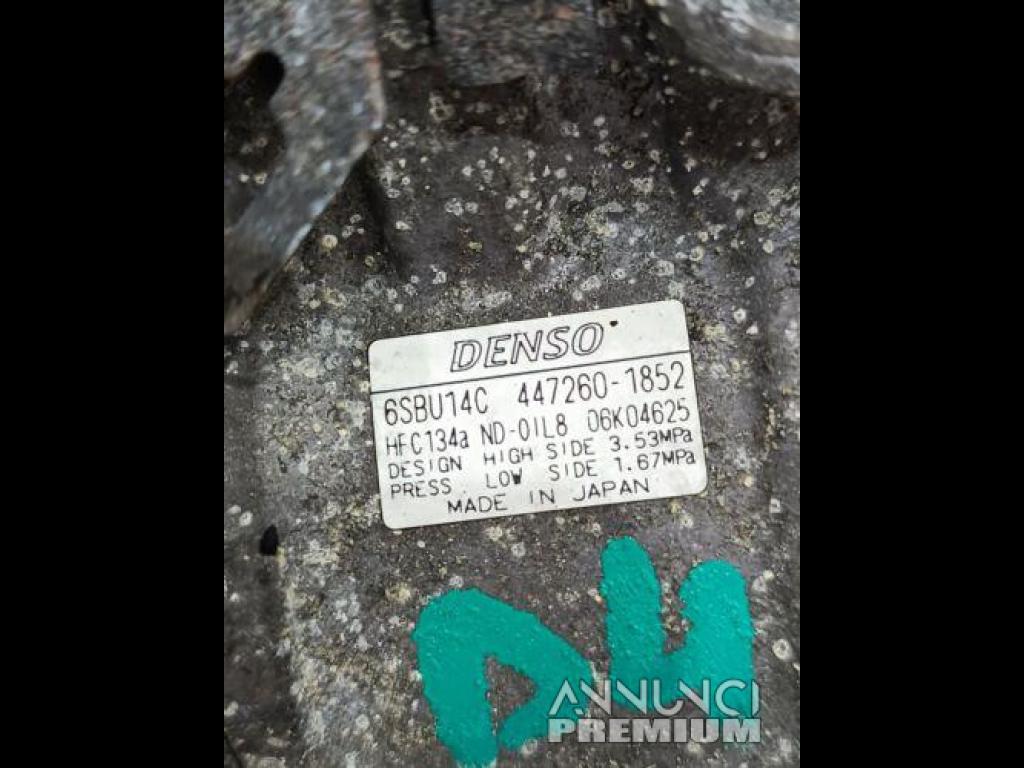 DENSO
6SBU14C 447260-1852
HFC134a ND-OIL8 06K04625
DESIGN HIGH SIDE 3.53MPa
PRESS. LOW SIDE 1.67MPa
MADE IN JAPAN
ANNUNCI
PREMIUM